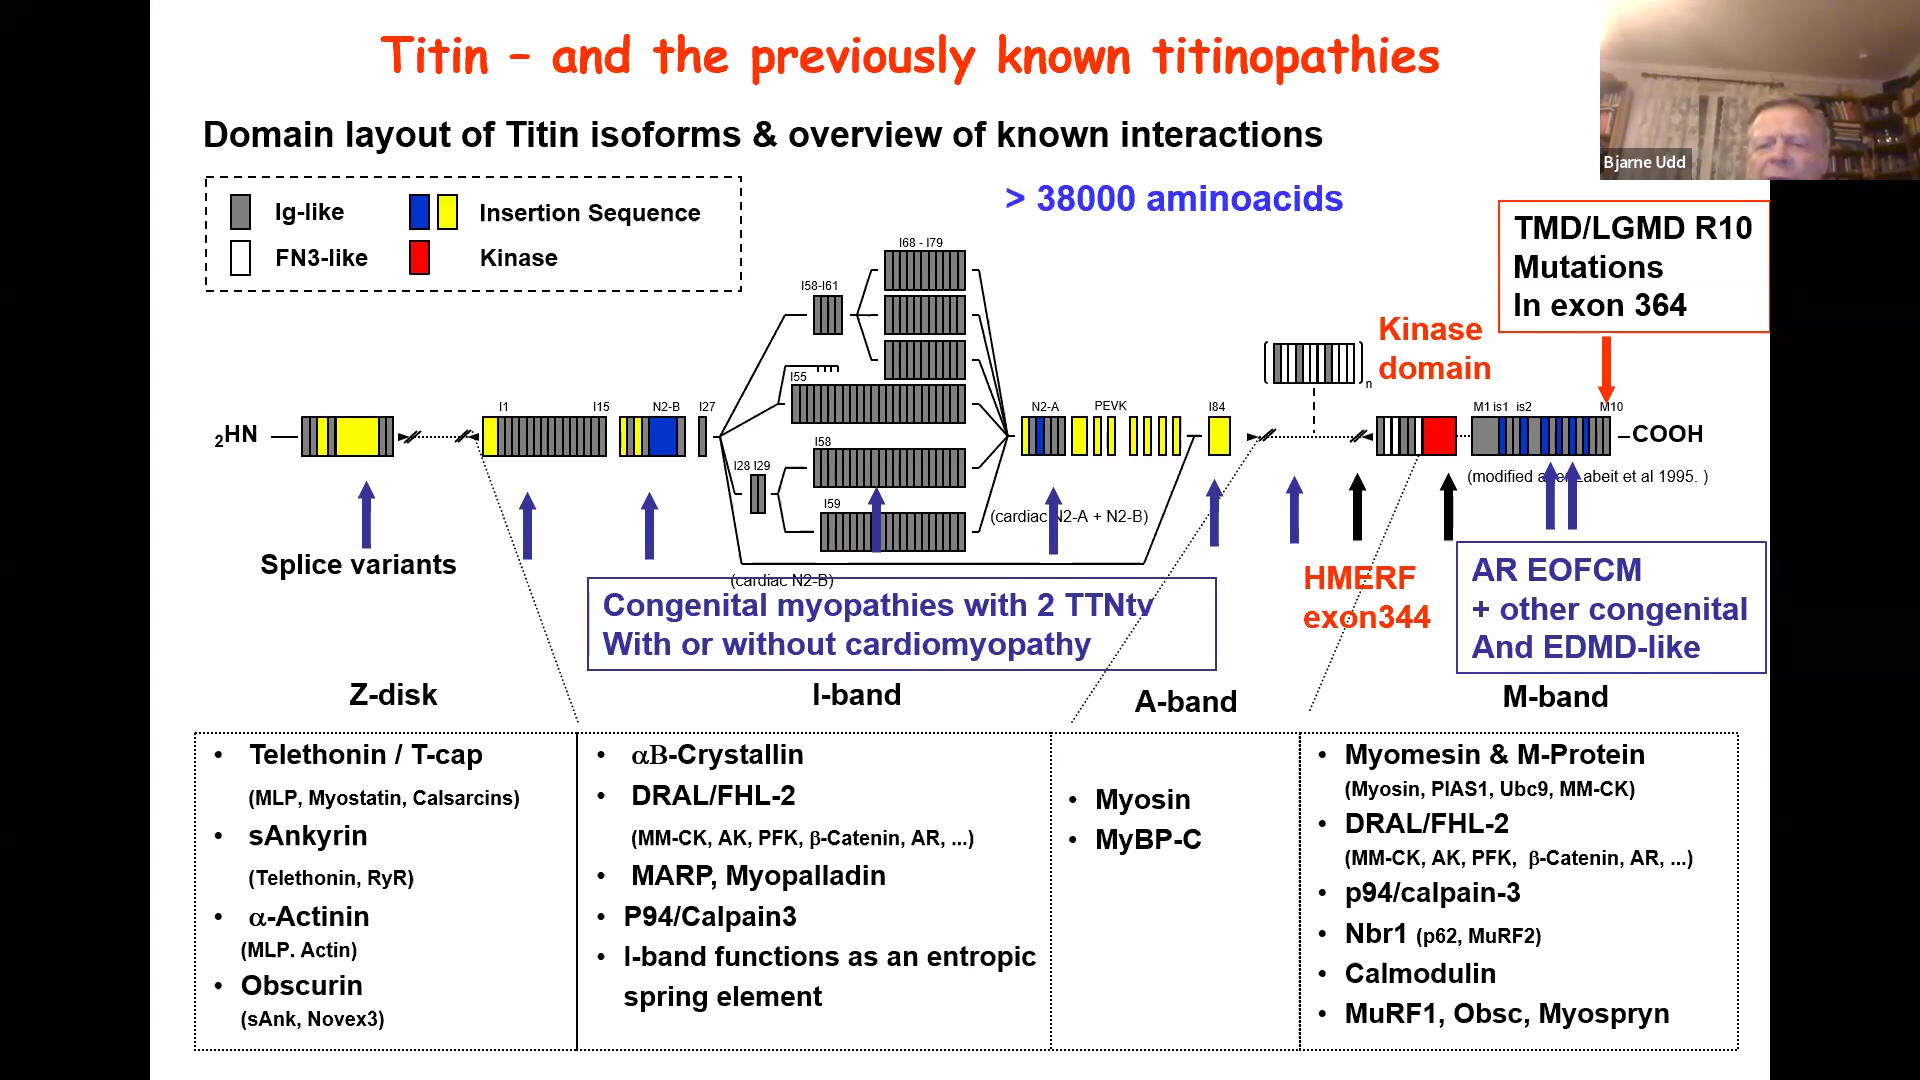 Titin – and the previously known titinopathies
Bjarne Udd
Domain layout of Titin isoforms & overview of known interactions
> 38000 aminoacids
Ig-like
Insertion Sequence
FN3-like
Kinase
TMD/LGMD R10
Mutations
In exon 364
Kinase
domain
I68 - I79
I58-I61
I55
n
I1
I15
N2-B
I27
N2-A
PEVK
I84
M1 is1 is2
M10
2HN
COOH
I28 I29
I58
I59
(modified after Labeit et al 1995. )
(cardiac N2-A + N2-B)
(cardiac N2-B)
Splice variants
Congenital myopathies with 2 TTNtv
With or without cardiomyopathy
HMERF
exon344
AR EOFCM
+ other congenital
And EDMD-like
Z-disk
I-band
A-band
M-band
• Telethonin / T-cap
(MLP, Myostatin, Calsarcins)
• sAnkyrin
(Telethonin, RyR)
• α-Actinin
(MLP. Actin)
• Obscurin
(sAnk, Novex3)
• αB-Crystallin
• DRAL/FHL-2
(MM-CK, AK, PFK, β-Catenin, AR, ...)
• MARP, Myopalladin
• P94/Calpain3
• I-band functions as an entropic
spring element
• Myosin
• MyBP-C
• Myomesin & M-Protein
(Myosin, PIAS1, Ubc9, MM-CK)
• DRAL/FHL-2
(MM-CK, AK, PFK, β-Catenin, AR, ...)
• p94/calpain-3
• Nbr1 (p62, MuRF2)
• Calmodulin
• MuRF1, Obsc, Myospryn